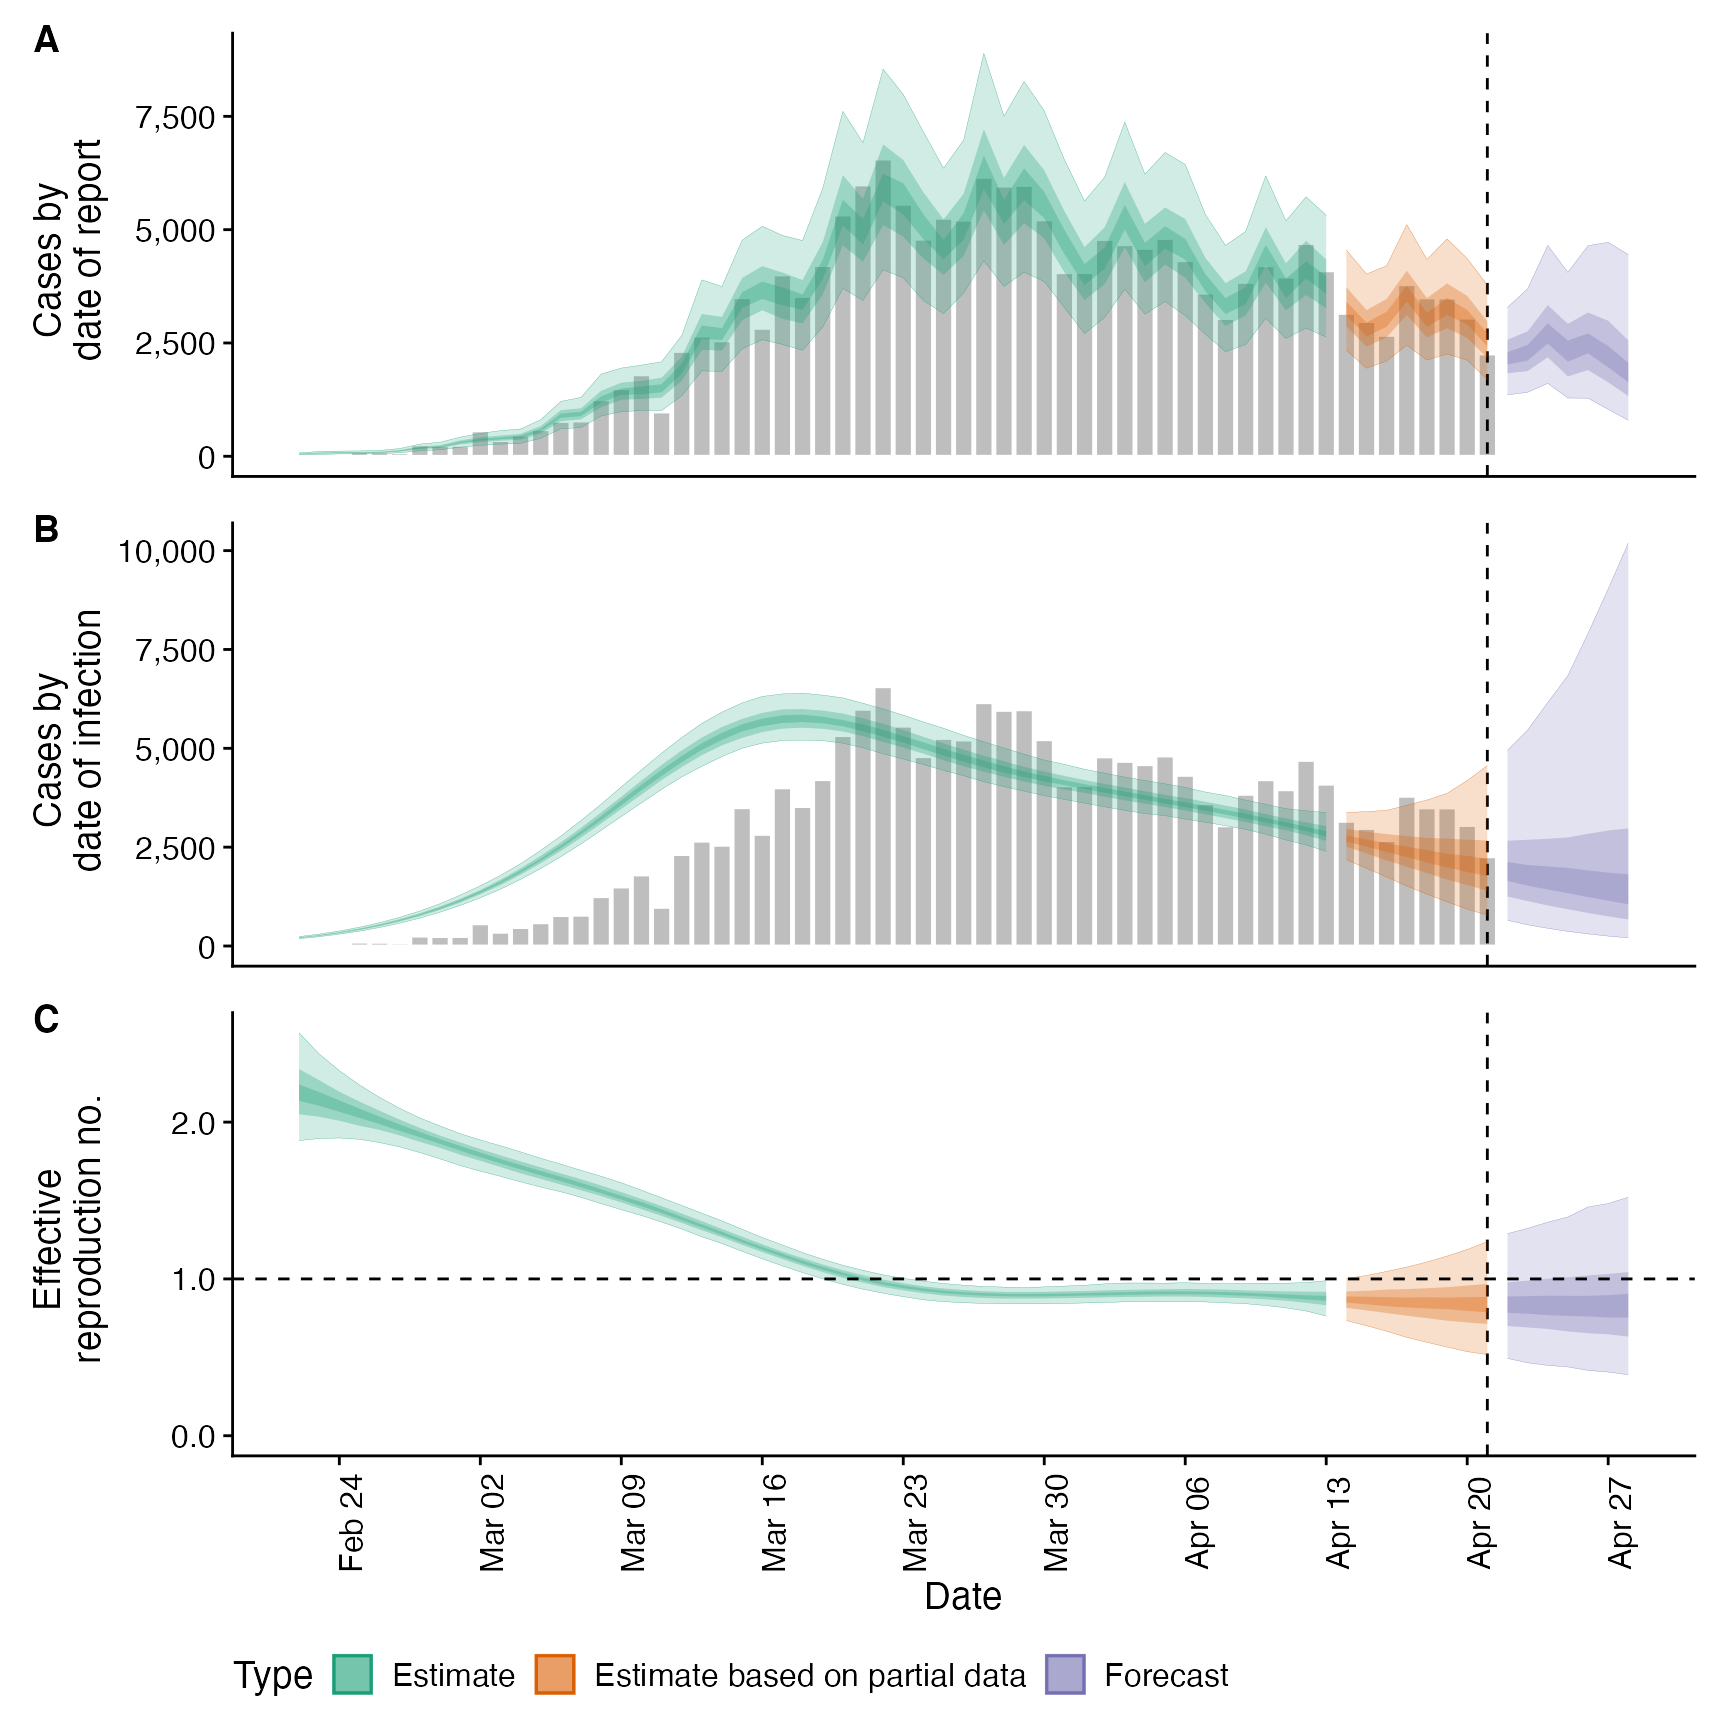 A
Cases by
date of report
7,500
5,000
2,500
0
B
Cases by
date of infection
10,000
7,500
5,000
2,500
0
C
Effective
reproduction no.
2.0
1.0
0.0
Feb 24
Mar 02
Mar 09
Mar 16
Mar 23
Mar 30
Apr 06
Apr 13
Apr 20
Apr 27
Date
Type Estimate Estimate based on partial data Forecast